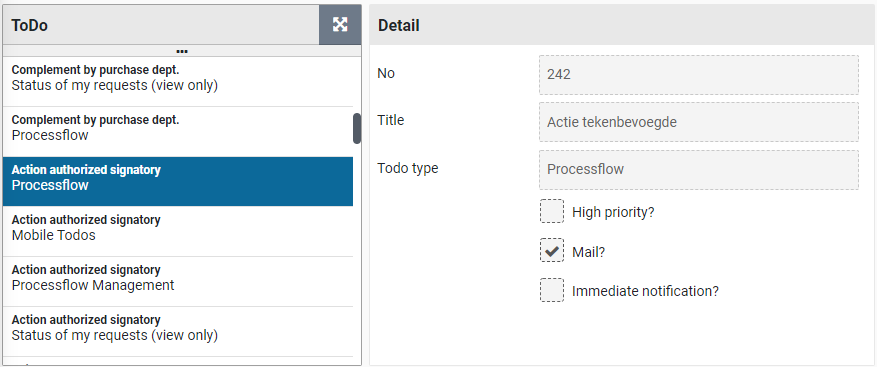 ToDo
...
Complement by purchase dept.
Status of my requests (view only)
Complement by purchase dept.
Processflow
Action authorized signatory
Processflow
Action authorized signatory
Mobile Todos
Action authorized signatory
Processflow Management
Action authorized signatory
Status of my requests (view only)
Detail
No
242
Title
Actie tekenbevoegde
Todo type
Processflow
High priority?
Mail?
Immediate notification?